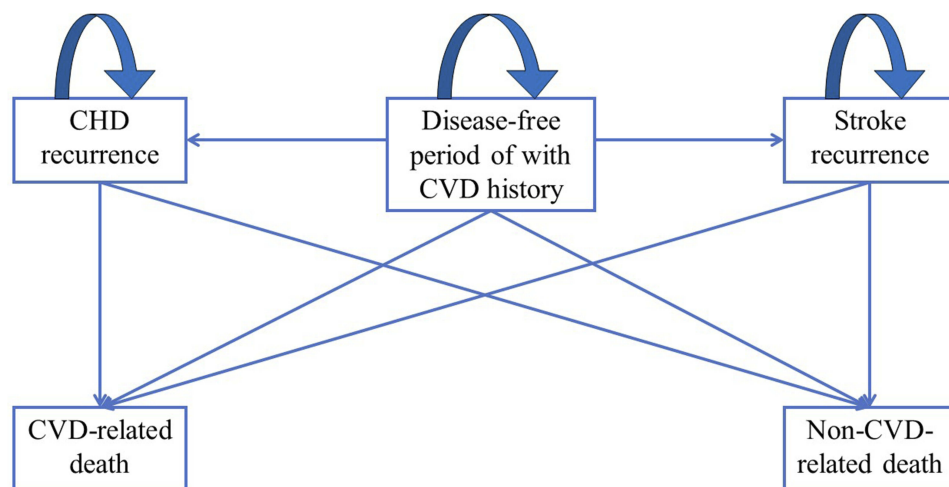 CHD
recurrence
Disease-free
period of with
CVD history
Stroke
recurrence
CVD-related
death
Non-CVD-
related death